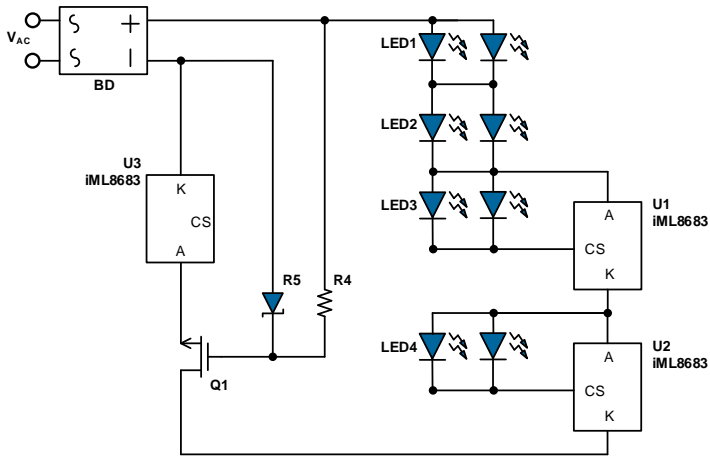 VAC
BD
LED1
LED2
LED3
LED4
U3
iML8683
K
CS
A
R5
R4
Q1
A
CS
K
U1
iML8683
A
CS
K
U2
iML8683